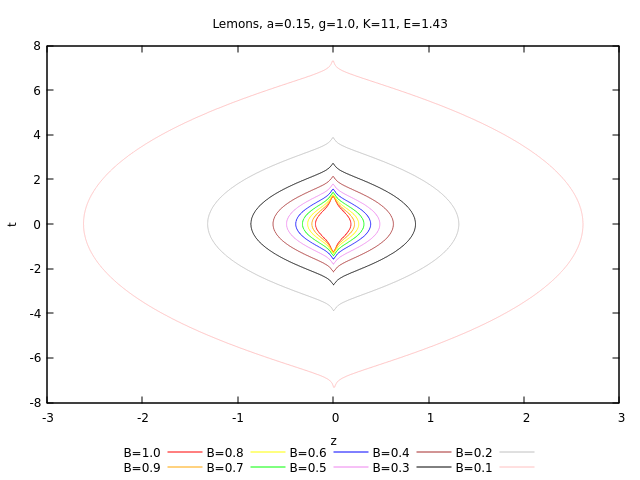 Lemons, a=0.15, g=1.0, K=11, E=1.43
8
6
4
2
0
-2
-4
-6
-8
t
-3 -2 -1 0 1 2 3
z
B=1.0 B=0.8 B=0.6 B=0.4 B=0.2
B=0.9 B=0.7 B=0.5 B=0.3 B=0.1